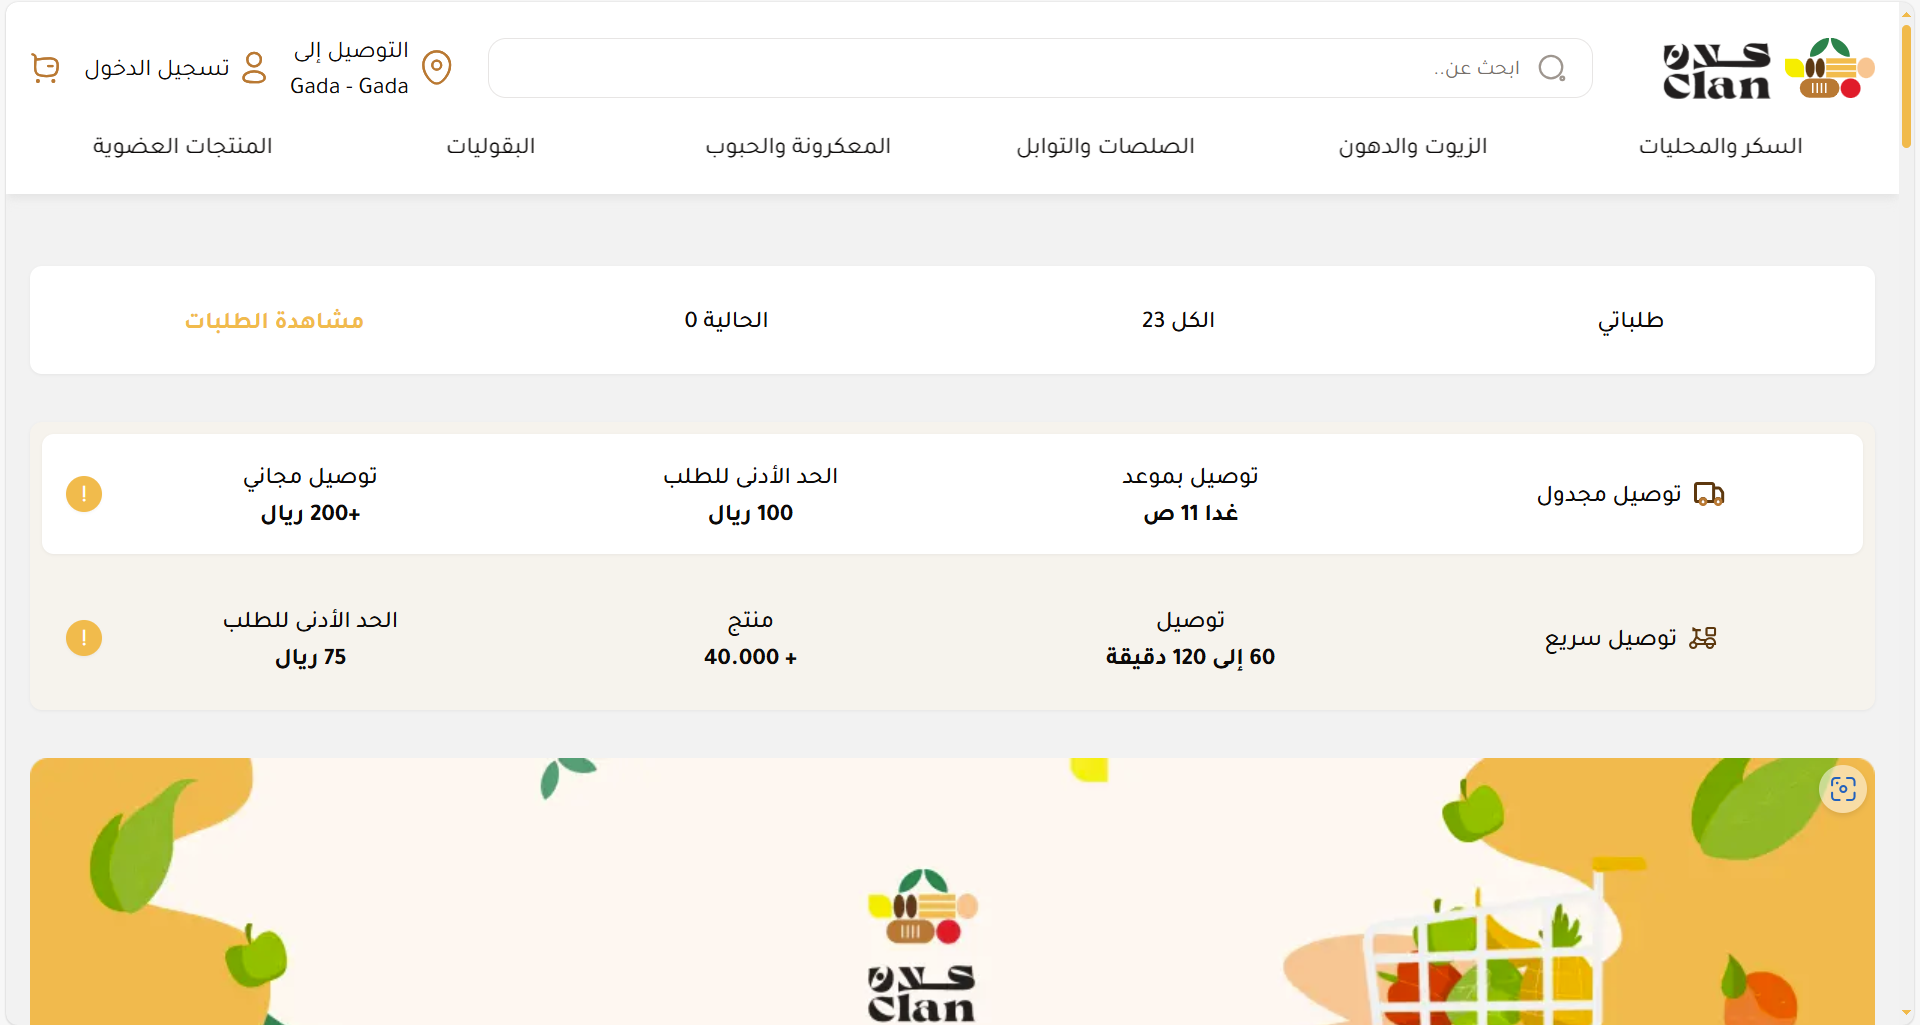 كلان
Clan
ابحث عن..
التوصيل إلى
Gada - Gada
تسجيل الدخول
السكر والمحليات
الزيوت والدهون
الصلصات والتوابل
المعكرونة والحبوب
البقوليات
المنتجات العضوية
طلباتي
الكل 23
الحالية 0
مشاهدة الطلبات
توصيل مجدول
توصيل بموعد
غدا 11 ص
الحد الأدنى للطلب
100 ريال
توصيل مجاني
+200 ريال
!
توصيل سريع
توصيل
60 إلى 120 دقيقة
منتج
+ 40.000
الحد الأدنى للطلب
75 ريال
!
كلان
Clan